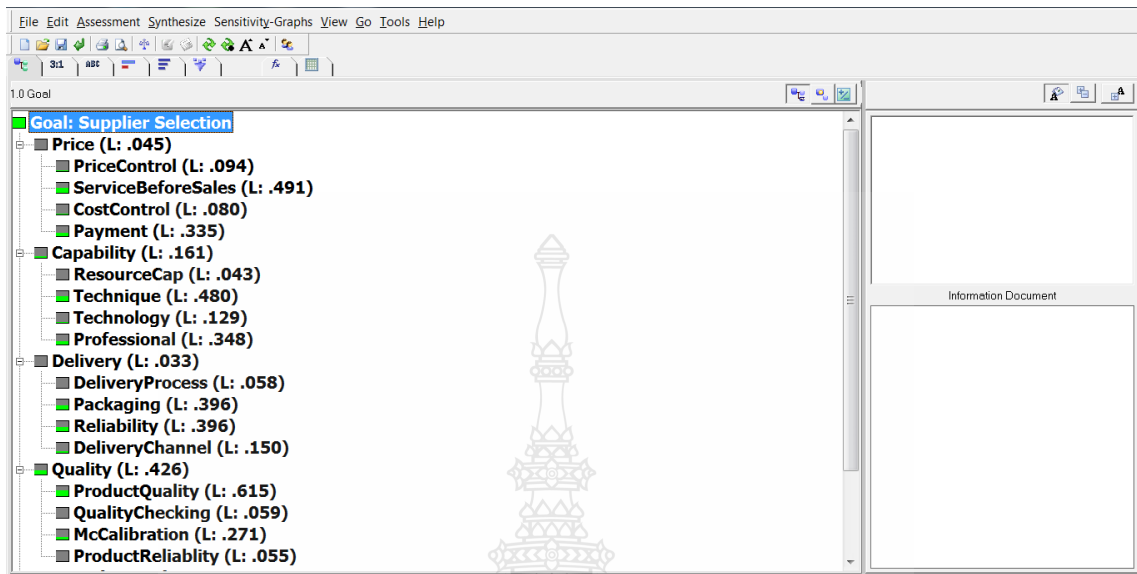 File Edit Assessment Synthesize Sensitivity-Graphs View Go Tools Help
A A
3:1 ABC fx
1.0 Goal
A A
Goal: Supplier Selection
Price (L: .045)
PriceControl (L: .094)
ServiceBeforeSales (L: .491)
CostControl (L: .080)
Payment (L: .335)
Capability (L: .161)
ResourceCap (L: .043)
Technique (L: .480)
Technology (L: .129)
Professional (L: .348)
Delivery (L: .033)
DeliveryProcess (L: .058)
Packaging (L: .396)
Reliability (L: .396)
DeliveryChannel (L: .150)
Quality (L: .426)
ProductQuality (L: .615)
QualityChecking (L: .059)
McCalibration (L: .271)
ProductReliablity (L: .055)
Information Document